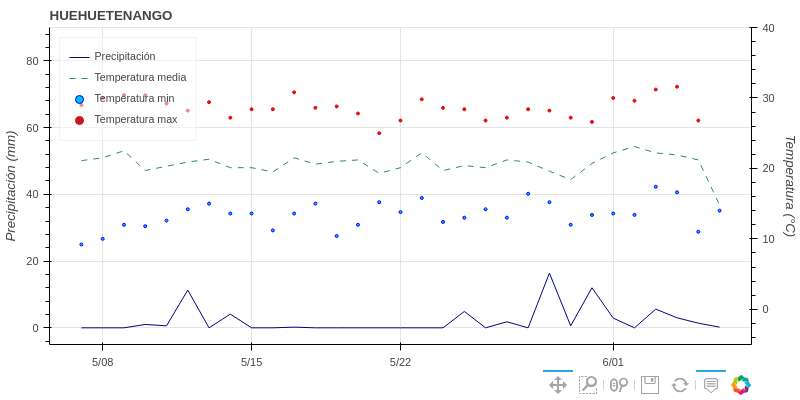 HUEHUETENANGO
Precipitación
Temperatura media
Temperatura min
Temperatura max
Precipitación (mm)
80
60
40
20
0
40
30
20
10
0
Temperatura (°C)
5/08
5/15
5/22
6/01